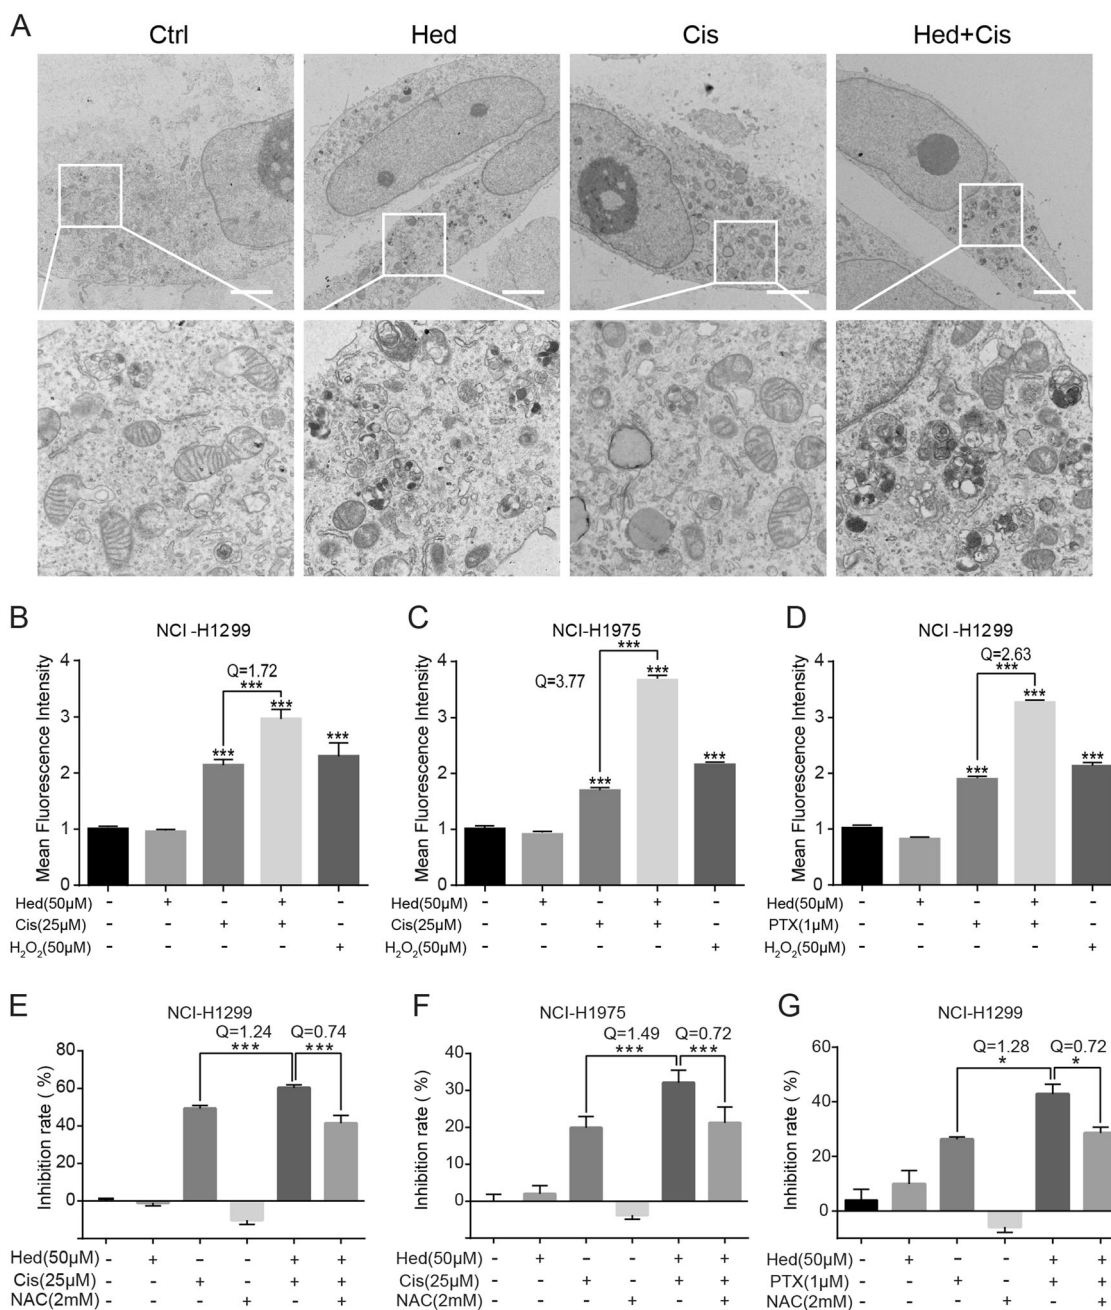 A
Ctrl Hed Cis Hed+Cis
B
NCI -H1299
Mean Fluorescence Intensity
4
3
2
1
0
Q=1.72
***
***
***
***
Hed(50μM) - + - + -
Cis(25μM) - - + + -
H₂O₂(50μM) - - - - +
C
NCI-H1975
Mean Fluorescence Intensity
4
3
2
1
0
Q=3.77
***
***
***
***
Hed(50μM) - + - + -
Cis(25μM) - - + + -
H₂O₂(50μM) - - - - +
D
NCI -H1299
Mean Fluorescence Intensity
4
3
2
1
0
Q=2.63
***
***
***
***
Hed(50μM) - + - + -
PTX(1μM) - - + + -
H₂O₂(50μM) - - - - +
E
NCI-H1299
Inhibition rate ( %)
80
60
40
20
0
Q=1.24 Q=0.74
*** ***
Hed(50μM) - + - - + +
Cis(25μM) - - + - + +
NAC(2mM) - - - + - +
F
NCI-H1975
Inhibition rate ( %)
40
30
20
10
0
Q=1.49 Q=0.72
*** ***
Hed(50μM) - + - - + +
Cis(25μM) - - + - + +
NAC(2mM) - - - + - +
G
NCI-H1299
Inhibition rate ( %)
60
40
20
0
Q=1.28 Q=0.72
* *
Hed(50μM) - + - - + +
PTX(1μM) - - + - + +
NAC(2mM) - - - + - +